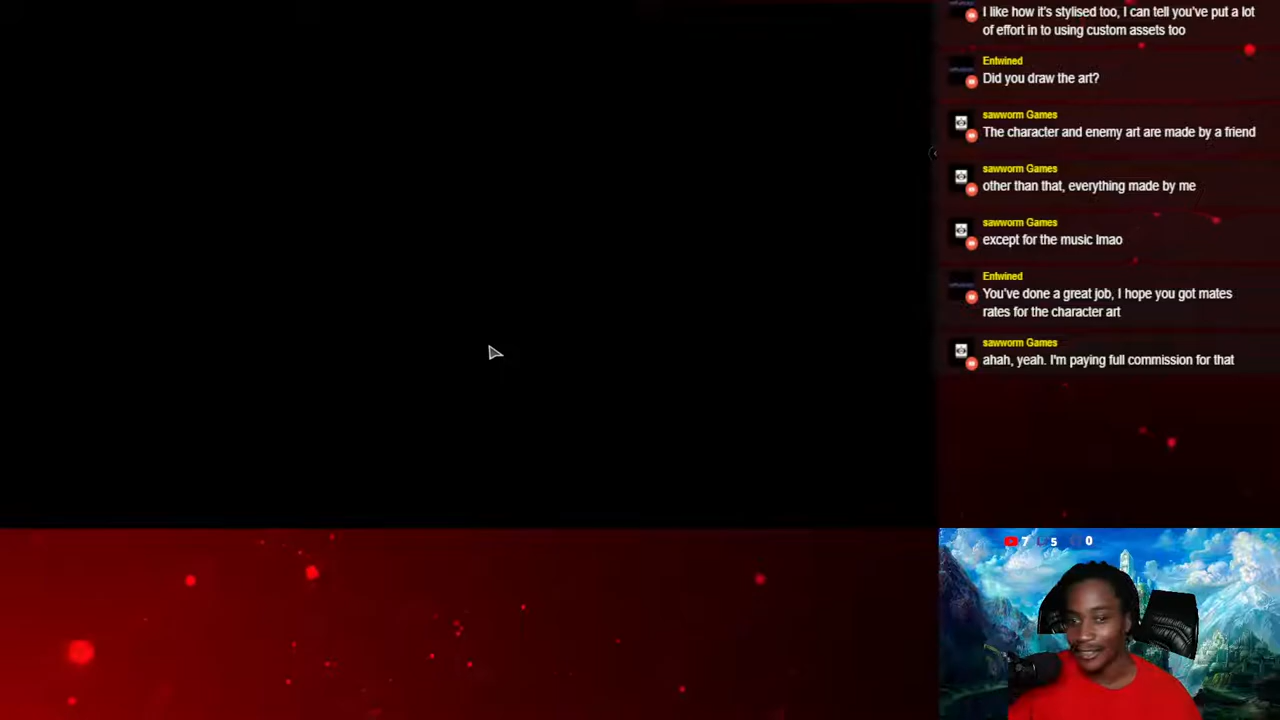 I like how it's stylised too, I can tell you've put a lot
of effort in to using custom assets too
Entwined
Did you draw the art?
sawworm Games
The character and enemy art are made by a friend
sawworm Games
other than that, everything made by me
sawworm Games
except for the music lmao
Entwined
You've done a great job, I hope you got mates
rates for the character art
sawworm Games
ahah, yeah. I'm paying full commission for that
7 5 0